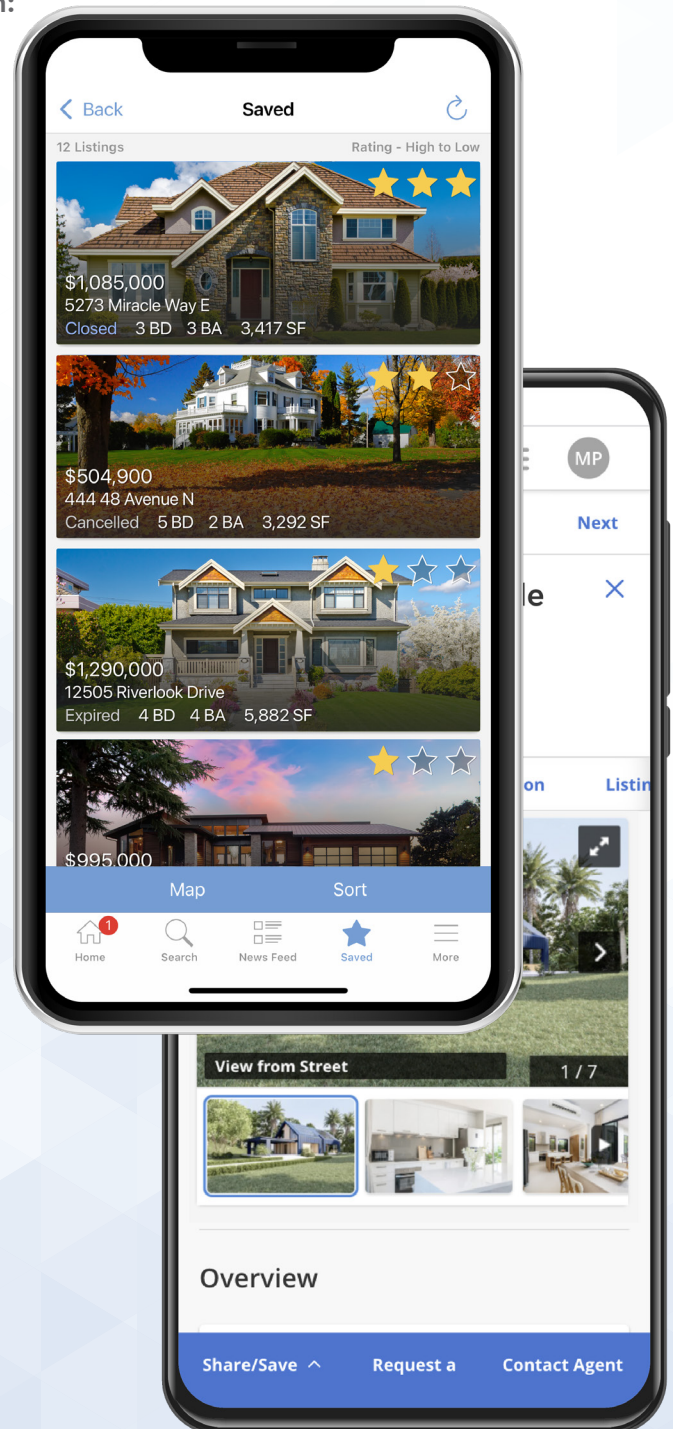 n:
Back Saved
12 Listings Rating - High to Low
$1,085,000
5273 Miracle Way E
Closed 3 BD 3 BA 3,417 SF
$504,900
444 48 Avenue N
Cancelled 5 BD 2 BA 3,292 SF
$1,290,000
12505 Riverlook Drive
Expired 4 BD 4 BA 5,882 SF
$995,000
Map Sort
1
Home Search News Feed Saved More
MP
Next
le
on Listin
View from Street 1 / 7
Overview
Share/Save Request a Contact Agent